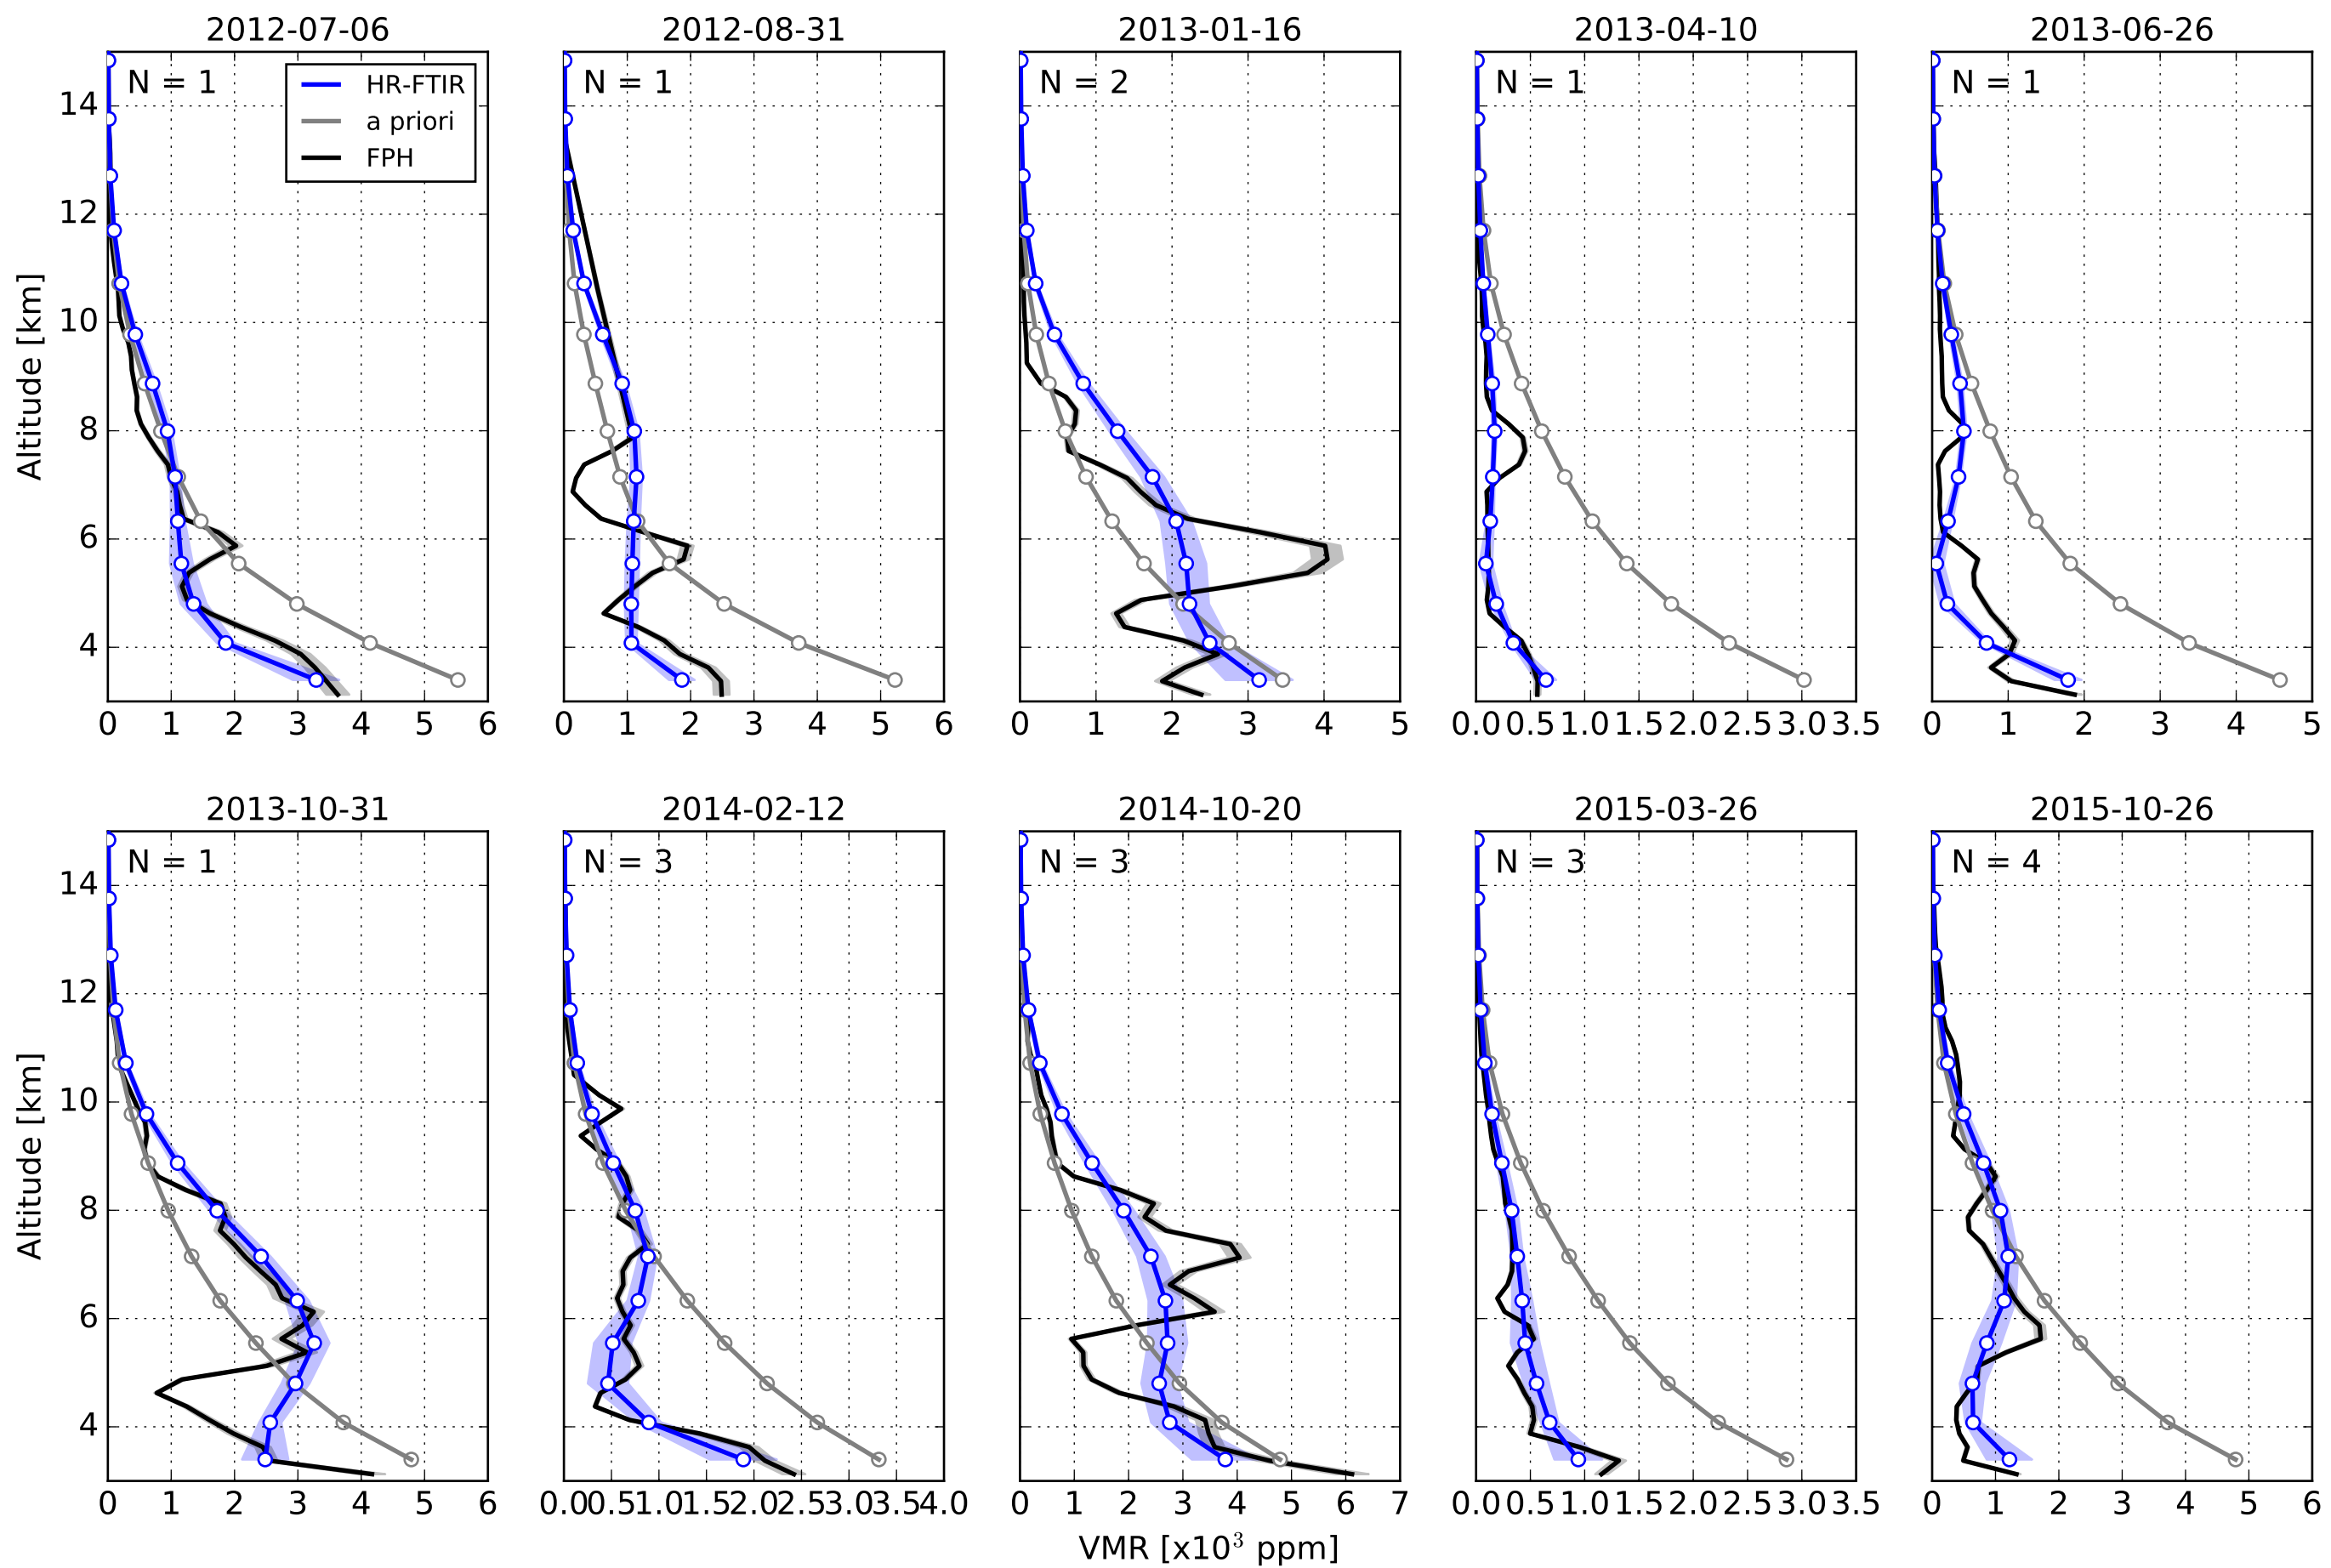 2012-07-06 2012-08-31 2013-01-16 2013-04-10 2013-06-26
N = 1 N = 1 N = 2 N = 1 N = 1
HR-FTIR
a priori
FPH
Altitude [km]
14
12
10
8
6
4
0 1 2 3 4 5 6 0 1 2 3 4 5 6 0 1 2 3 4 5 0.0 0.5 1.0 1.5 2.0 2.5 3.0 3.5 0 1 2 3 4 5
2013-10-31 2014-02-12 2014-10-20 2015-03-26 2015-10-26
N = 1 N = 3 N = 3 N = 3 N = 4
Altitude [km]
14
12
10
8
6
4
0 1 2 3 4 5 6 0.0 0.5 1.0 1.5 2.0 2.5 3.0 3.5 4.0 0 1 2 3 4 5 6 7 0.0 0.5 1.0 1.5 2.0 2.5 3.0 3.5 0 1 2 3 4 5 6
VMR [x10³ ppm]